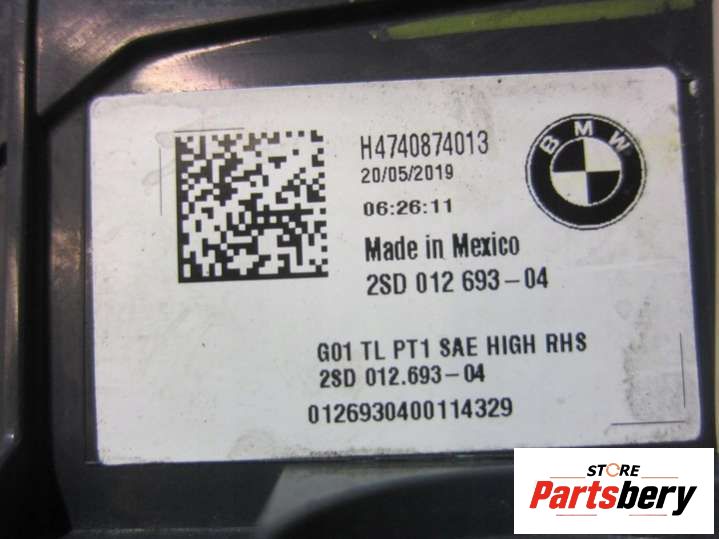 H4740874013
20/05/2019
06:26:11
BMW
Made in Mexico
2SD 012 693-04
G01 TL PT1 SAE HIGH RHS
2SD 012.693-04
0126930400114329
STORE
Partsbery